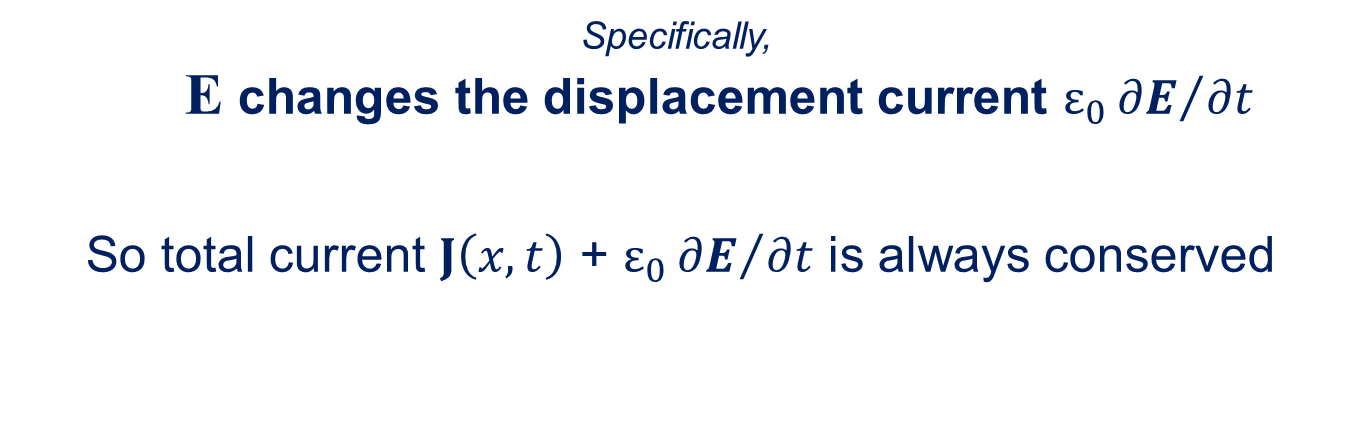 Specifically,
E changes the displacement current ε₀ ∂E/∂t
So total current J(x, t) + ε₀ ∂E/∂t is always conserved